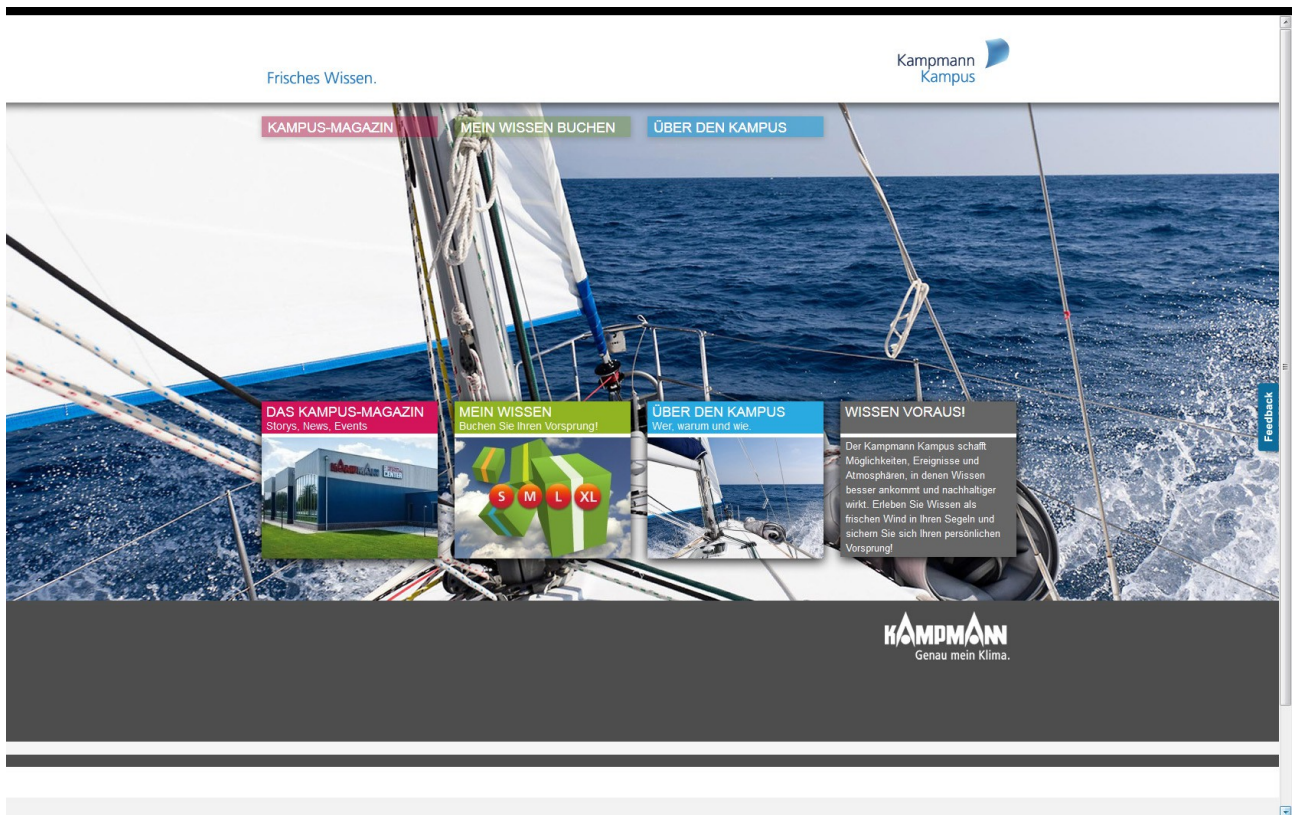 Frisches Wissen.
Kampmann
Kampus
KAMPUS-MAGAZIN
MEIN WISSEN BUCHEN
ÜBER DEN KAMPUS
Feedback
DAS KAMPUS-MAGAZIN
Storys, News, Events
KAMPMANN
CENTER
MEIN WISSEN
Buchen Sie Ihren Vorsprung!
S M L XL
ÜBER DEN KAMPUS
Wer, warum und wie.
WISSEN VORAUS!
Der Kampmann Kampus schafft
Möglichkeiten, Ereignisse und
Atmosphären, in denen Wissen
besser ankommt und nachhaltiger
wirkt. Erleben Sie Wissen als
frischen Wind in Ihren Segeln und
sichern Sie sich Ihren persönlichen
Vorsprung!
KAMPMANN
Genau mein Klima.